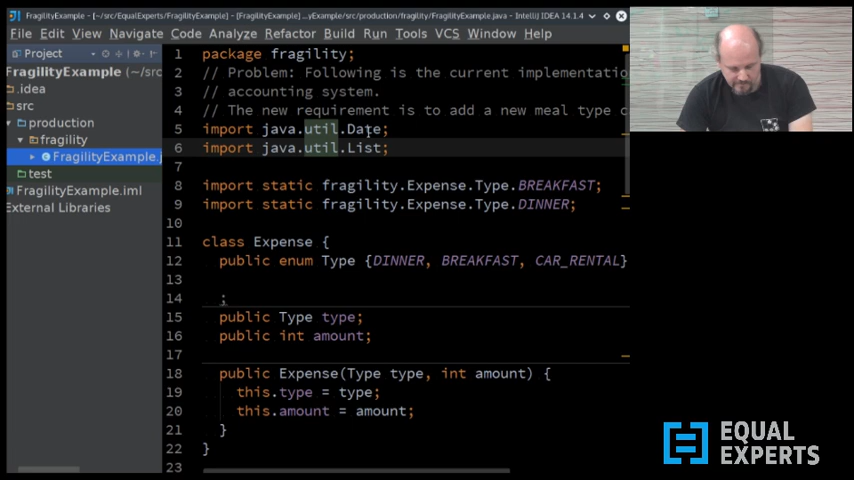 FragilityExample - [~/src/EqualExperts/FragilityExample] - [FragilityExample] - ...yExample/src/production/fragility/FragilityExample.java - IntelliJ IDEA 14.1.4
File Edit View Navigate Code Analyze Refactor Build Run Tools VCS Window Help
Project
FragilityExample (~/src
.idea
src
production
fragility
FragilityExample.j
test
FragilityExample.iml
External Libraries
1 package fragility;
2 // Problem: Following is the current implementatio
3 // accounting system.
4 // The new requirement is to add a new meal type c
5 import java.util.Date;
6 import java.util.List;
7
8 import static fragility.Expense.Type.BREAKFAST;
9 import static fragility.Expense.Type.DINNER;
10
11 class Expense {
12 public enum Type {DINNER, BREAKFAST, CAR_RENTAL}
13
14 ;
15 public Type type;
16 public int amount;
17
18 public Expense(Type type, int amount) {
19 this.type = type;
20 this.amount = amount;
21 }
22 }
23
EQUAL
EXPERTS